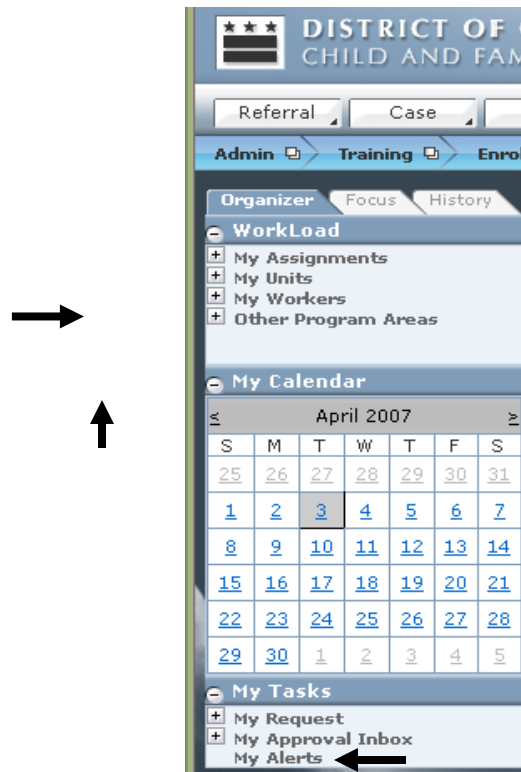 DISTRICT OF
CHILD AND FAM
Referral Case
Admin Training Enrol
Organizer Focus History
WorkLoad
My Assignments
My Units
My Workers
Other Program Areas
My Calendar
≤ April 2007 ≥
S M T W T F S
25 26 27 28 29 30 31
1 2 3 4 5 6 7
8 9 10 11 12 13 14
15 16 17 18 19 20 21
22 23 24 25 26 27 28
29 30 1 2 3 4 5
My Tasks
My Request
My Approval Inbox
My Alerts